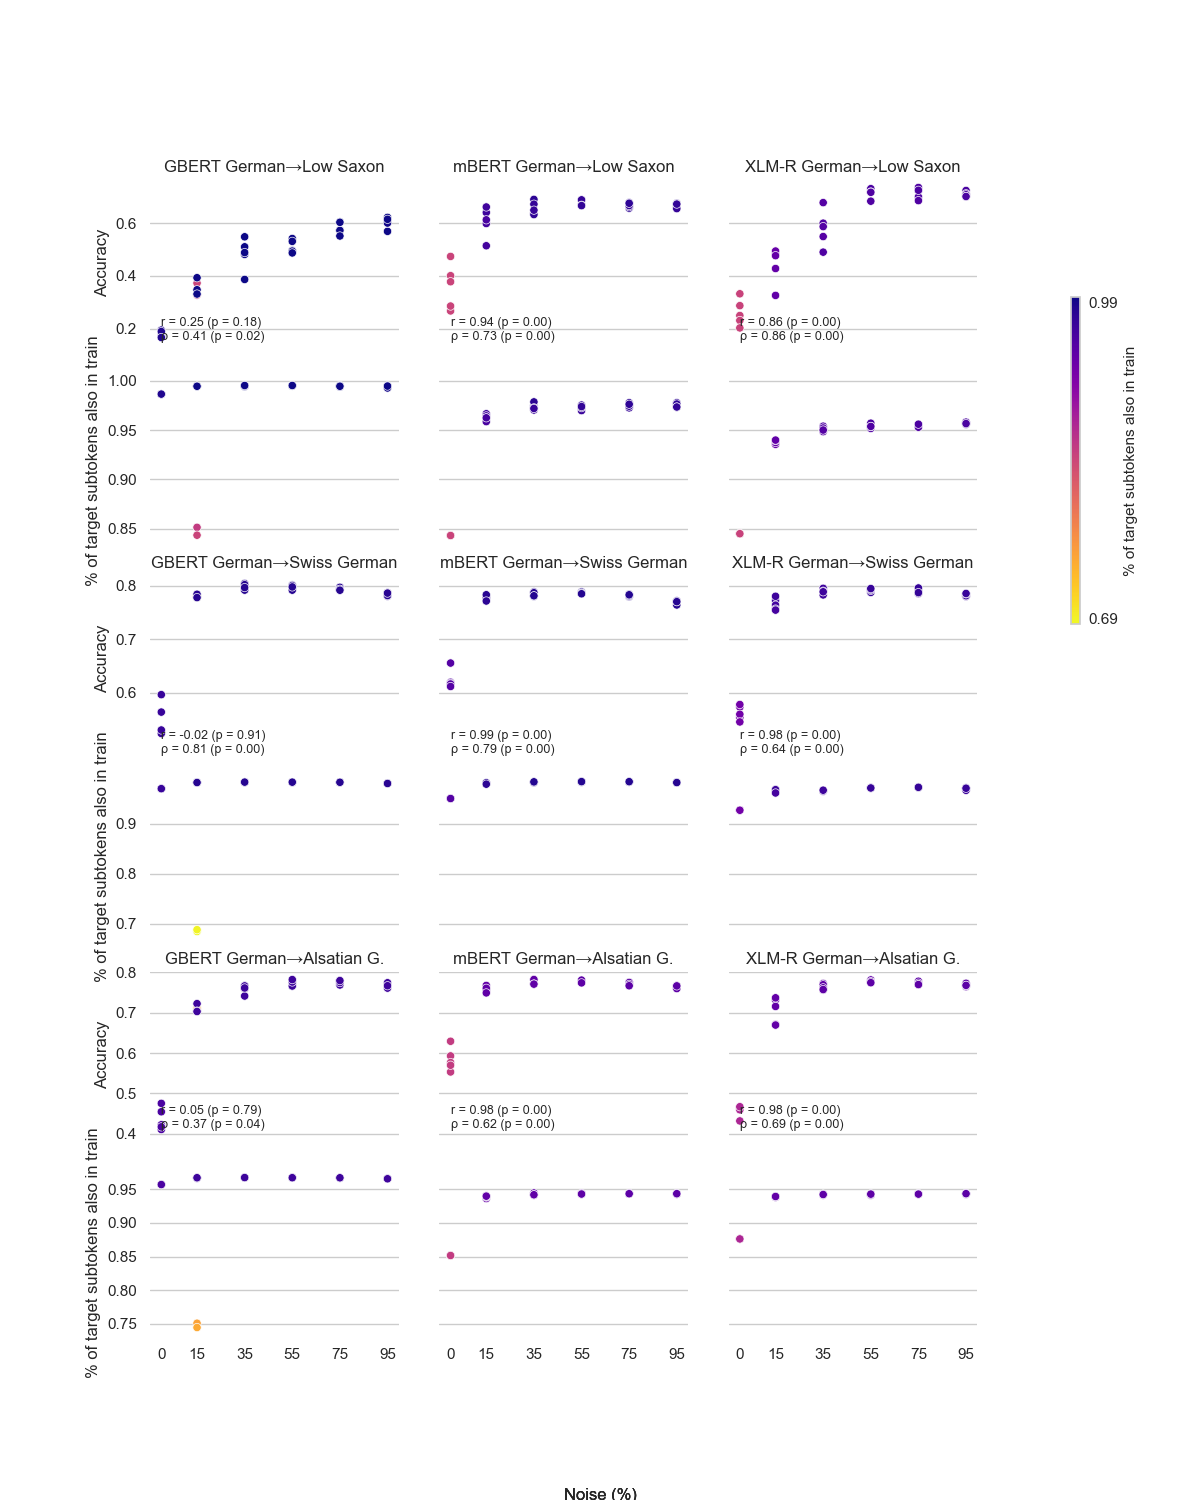 GBERT German→Low Saxon
mBERT German→Low Saxon
XLM-R German→Low Saxon
Accuracy
0.6
0.4
0.2
r = 0.25 (p = 0.18)
ρ = 0.41 (p = 0.02)
r = 0.94 (p = 0.00)
ρ = 0.73 (p = 0.00)
r = 0.86 (p = 0.00)
ρ = 0.86 (p = 0.00)
% of target subtokens also in train
1.00
0.95
0.90
0.85
0.99
% of target subtokens also in train
0.69
GBERT German→Swiss German
mBERT German→Swiss German
XLM-R German→Swiss German
Accuracy
0.8
0.7
0.6
r = -0.02 (p = 0.91)
ρ = 0.81 (p = 0.00)
r = 0.99 (p = 0.00)
ρ = 0.79 (p = 0.00)
r = 0.98 (p = 0.00)
ρ = 0.64 (p = 0.00)
% of target subtokens also in train
0.9
0.8
0.7
GBERT German→Alsatian G.
mBERT German→Alsatian G.
XLM-R German→Alsatian G.
Accuracy
0.8
0.7
0.6
0.5
0.4
r = 0.05 (p = 0.79)
ρ = 0.37 (p = 0.04)
r = 0.98 (p = 0.00)
ρ = 0.62 (p = 0.00)
r = 0.98 (p = 0.00)
ρ = 0.69 (p = 0.00)
% of target subtokens also in train
0.95
0.90
0.85
0.80
0.75
0 15 35 55 75 95
0 15 35 55 75 95
0 15 35 55 75 95
Noise (%)